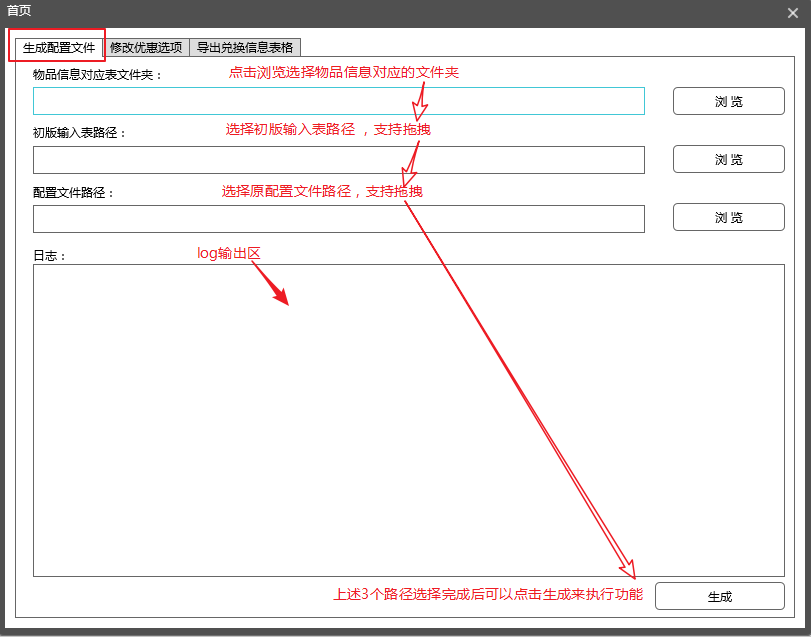 首页
生成配置文件 修改优惠选项 导出兑换信息表格
物品信息对应表文件夹： 点击浏览选择物品信息对应的文件夹
浏 览
初版输入表路径： 选择初版输入表路径 ，支持拖拽
浏 览
配置文件路径： 选择原配置文件路径，支持拖拽
浏 览
日志： log输出区
上述3个路径选择完成后可以点击生成来执行功能 生成